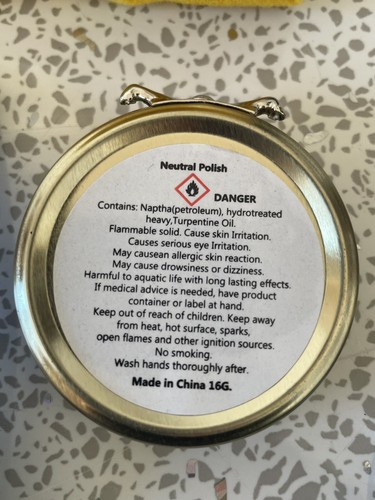 Neutral Polish
DANGER
Contains: Naptha(petroleum), hydrotreated
heavy,Turpentine Oil.
Flammable solid. Cause skin Irritation.
Causes serious eye Irritation.
May causean allergic skin reaction.
May cause drowsiness or dizziness.
Harmful to aquatic life with long lasting effects.
If medical advice is needed, have product
container or label at hand.
Keep out of reach of children. Keep away
from heat, hot surface, sparks,
open flames and other ignition sources.
No smoking.
Wash hands thoroughly after.
Made in China 16G.